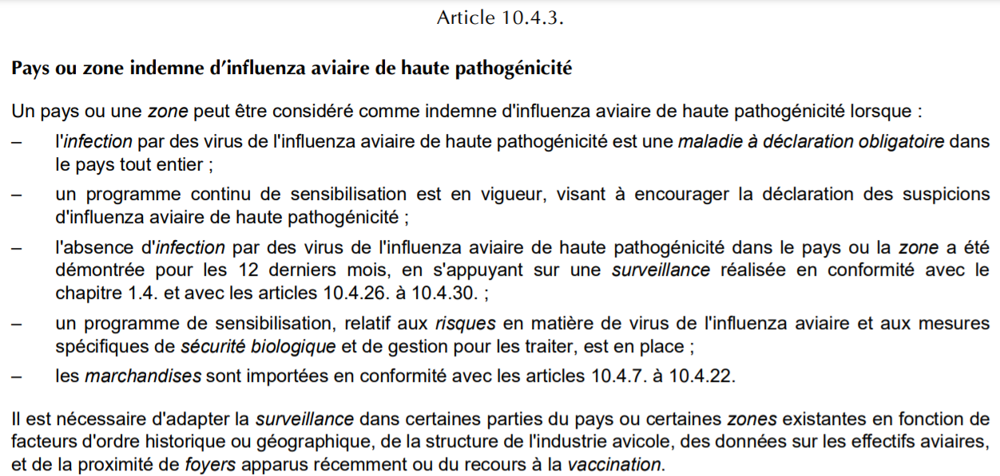 Article 10.4.3.
Pays ou zone indemne d’influenza aviaire de haute pathogénicité
Un pays ou une zone peut être considéré comme indemne d'influenza aviaire de haute pathogénicité lorsque :
– l'infection par des virus de l'influenza aviaire de haute pathogénicité est une maladie à déclaration obligatoire dans
le pays tout entier ;
– un programme continu de sensibilisation est en vigueur, visant à encourager la déclaration des suspicions
d'influenza aviaire de haute pathogénicité ;
– l'absence d'infection par des virus de l'influenza aviaire de haute pathogénicité dans le pays ou la zone a été
démontrée pour les 12 derniers mois, en s'appuyant sur une surveillance réalisée en conformité avec le
chapitre 1.4. et avec les articles 10.4.26. à 10.4.30. ;
– un programme de sensibilisation, relatif aux risques en matière de virus de l'influenza aviaire et aux mesures
spécifiques de sécurité biologique et de gestion pour les traiter, est en place ;
– les marchandises sont importées en conformité avec les articles 10.4.7. à 10.4.22.
Il est nécessaire d'adapter la surveillance dans certaines parties du pays ou certaines zones existantes en fonction de
facteurs d'ordre historique ou géographique, de la structure de l'industrie avicole, des données sur les effectifs aviaires,
et de la proximité de foyers apparus récemment ou du recours à la vaccination.